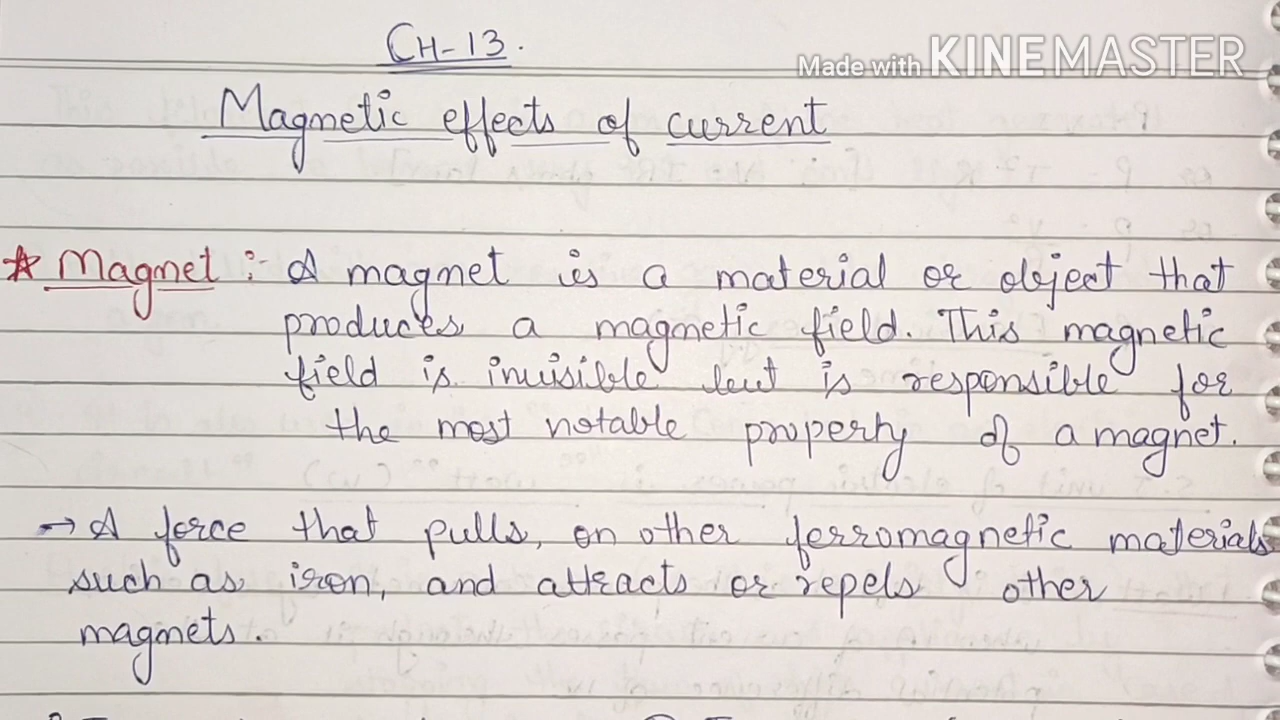 CH-13.
Made with KINEMASTER
Magnetic effects of current
☆ Magnet :- A magnet is a material or object that
produces a magnetic field. This magnetic
field is invisible but is responsible for
the most notable property of a magnet.
→ A force that pulls, on other ferromagnetic materials
such as iron, and attracts or repels other
magnets.